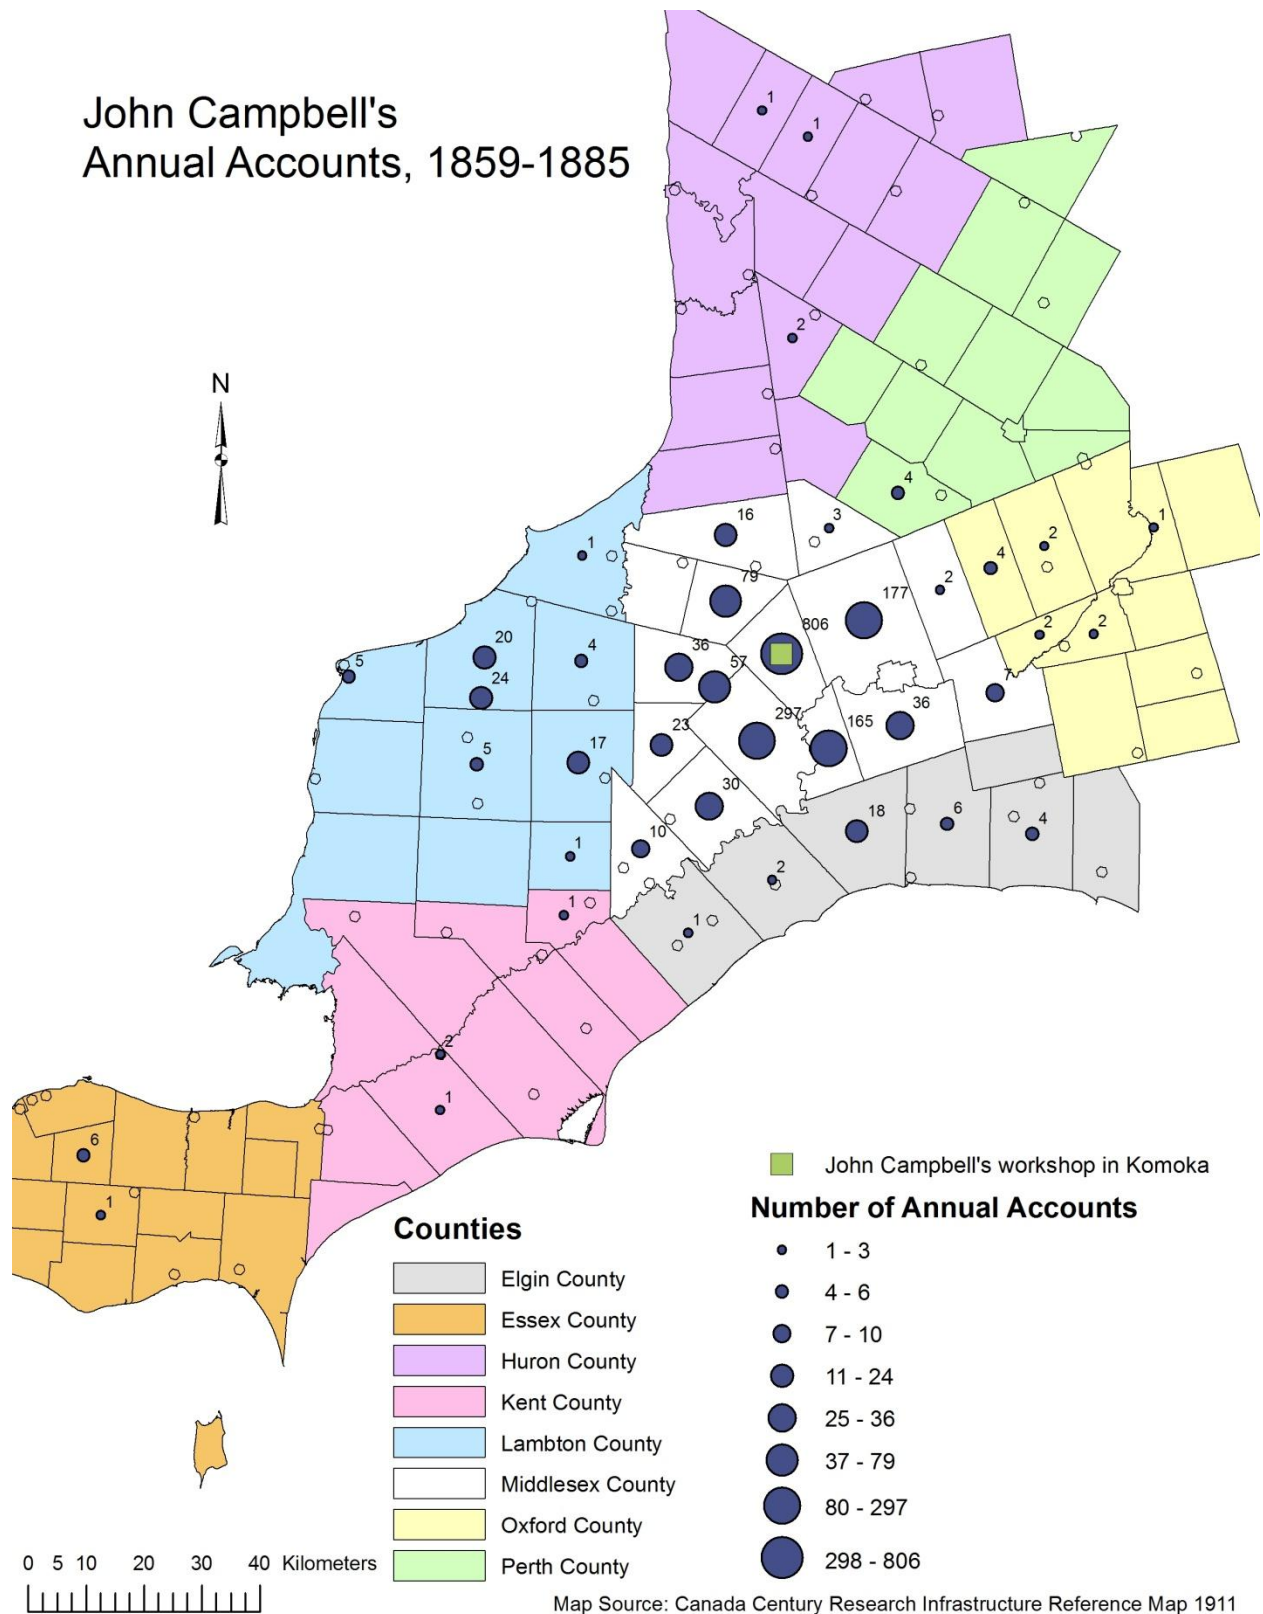 John Campbell's
Annual Accounts, 1859-1885
1
1
N
2
4
16
3
1
2
1
4
79
2
177
806
2
2
20
4
36
57
5
24
7
297
165
36
23
5
17
30
18
6
4
10
1
2
1
1
2
1
6
1
John Campbell's workshop in Komoka
Number of Annual Accounts
1 - 3
4 - 6
7 - 10
11 - 24
25 - 36
37 - 79
80 - 297
298 - 806
Counties
Elgin County
Essex County
Huron County
Kent County
Lambton County
Middlesex County
Oxford County
Perth County
0 5 10 20 30 40 Kilometers
Map Source: Canada Century Research Infrastructure Reference Map 1911